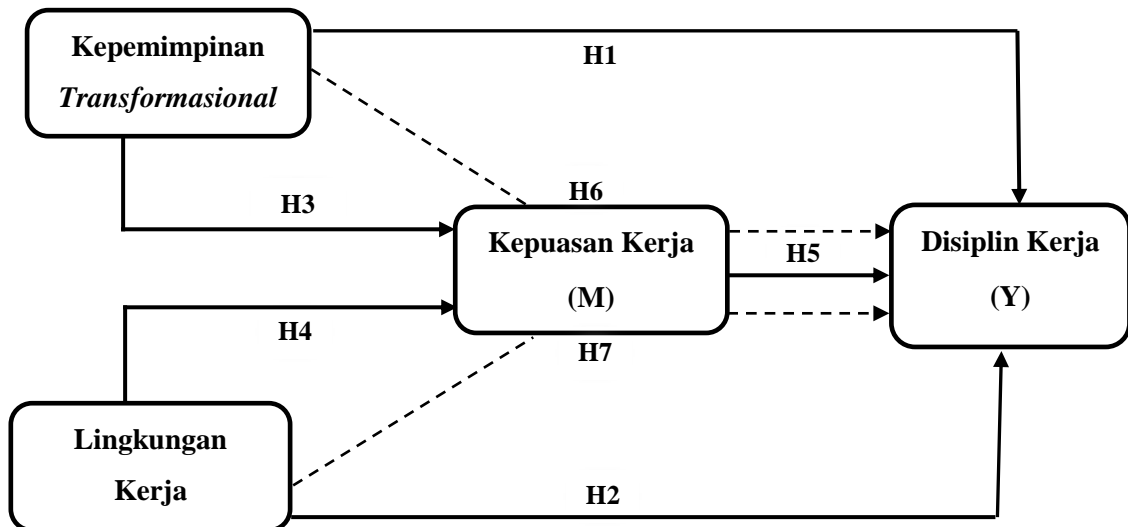 Kepemimpinan
Transformasional
H1
H3
H6
Kepuasan Kerja
(M)
H5
Disiplin Kerja
(Y)
H4
H7
Lingkungan
Kerja
H2